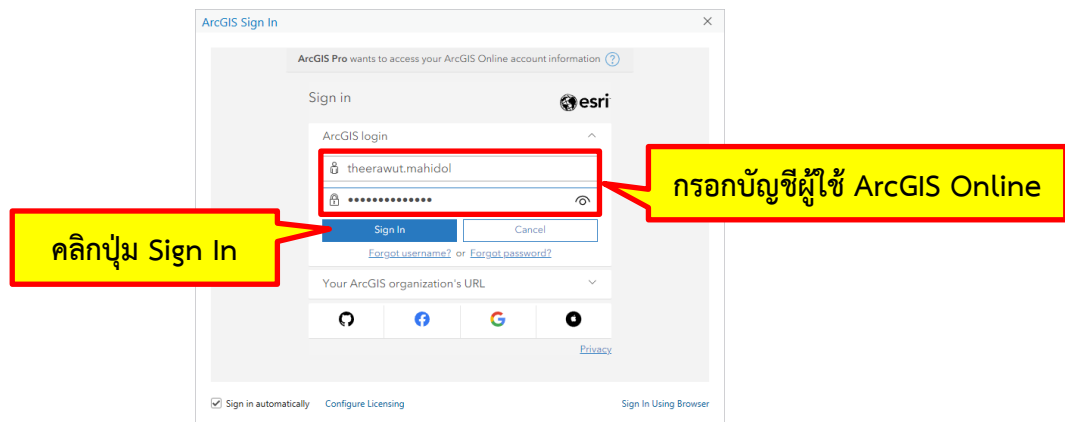 ArcGIS Sign In
ArcGIS Pro wants to access your ArcGIS Online account information ?
Sign in
esri
ArcGIS login
theerawut.mahidol
••••••••••••••
กรอกบัญชีผู้ใช้ ArcGIS Online
คลิกปุ่ม Sign In
Sign In
Cancel
Forgot username? or Forgot password?
Your ArcGIS organization's URL
Privacy
Sign in automatically
Configure Licensing
Sign In Using Browser